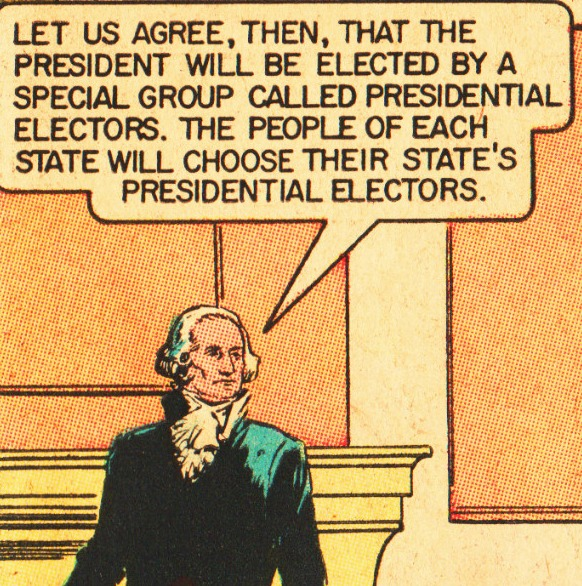 LET US AGREE, THEN, THAT THE
PRESIDENT WILL BE ELECTED BY A
SPECIAL GROUP CALLED PRESIDENTIAL
ELECTORS. THE PEOPLE OF EACH
STATE WILL CHOOSE THEIR STATE'S
PRESIDENTIAL ELECTORS.